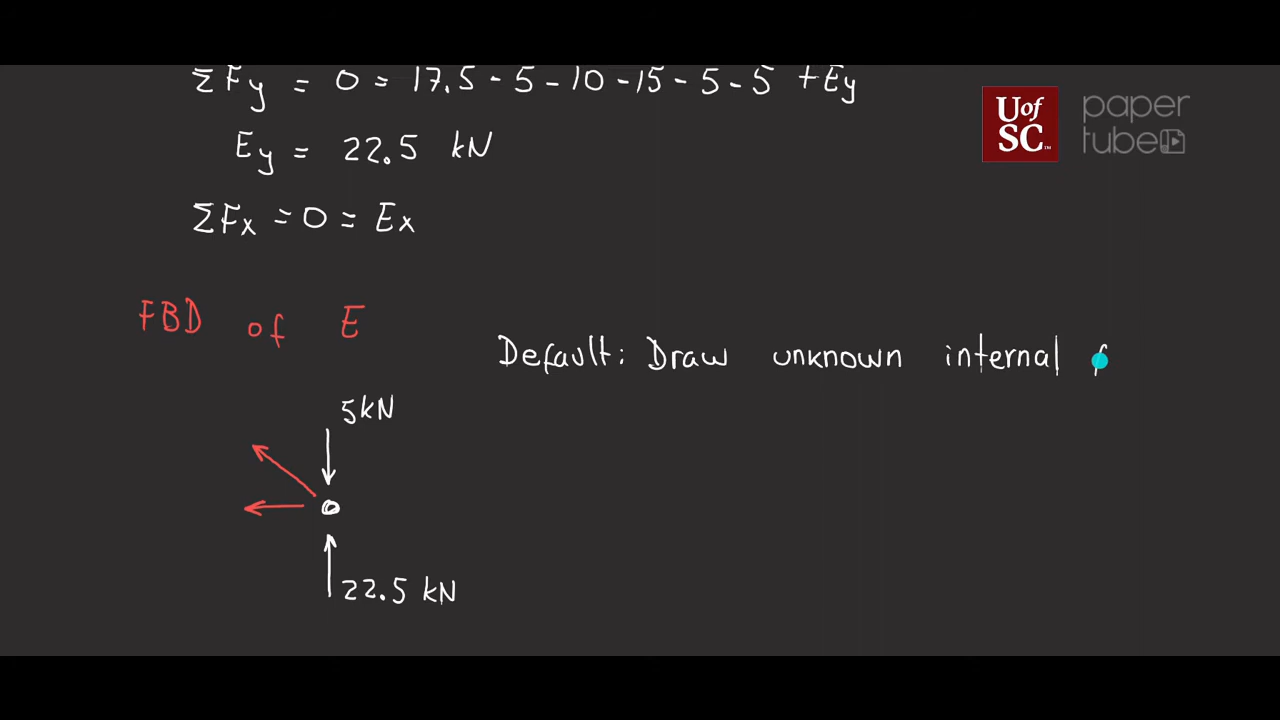 ΣFy = 0 = 17.5 - 5 - 10 - 15 - 5 - 5 + Ey
Ey = 22.5 kN
ΣFx = 0 = Ex
UofSC™
paper
tube
FBD of E
Default: Draw unknown internal
5kN
22.5 kN